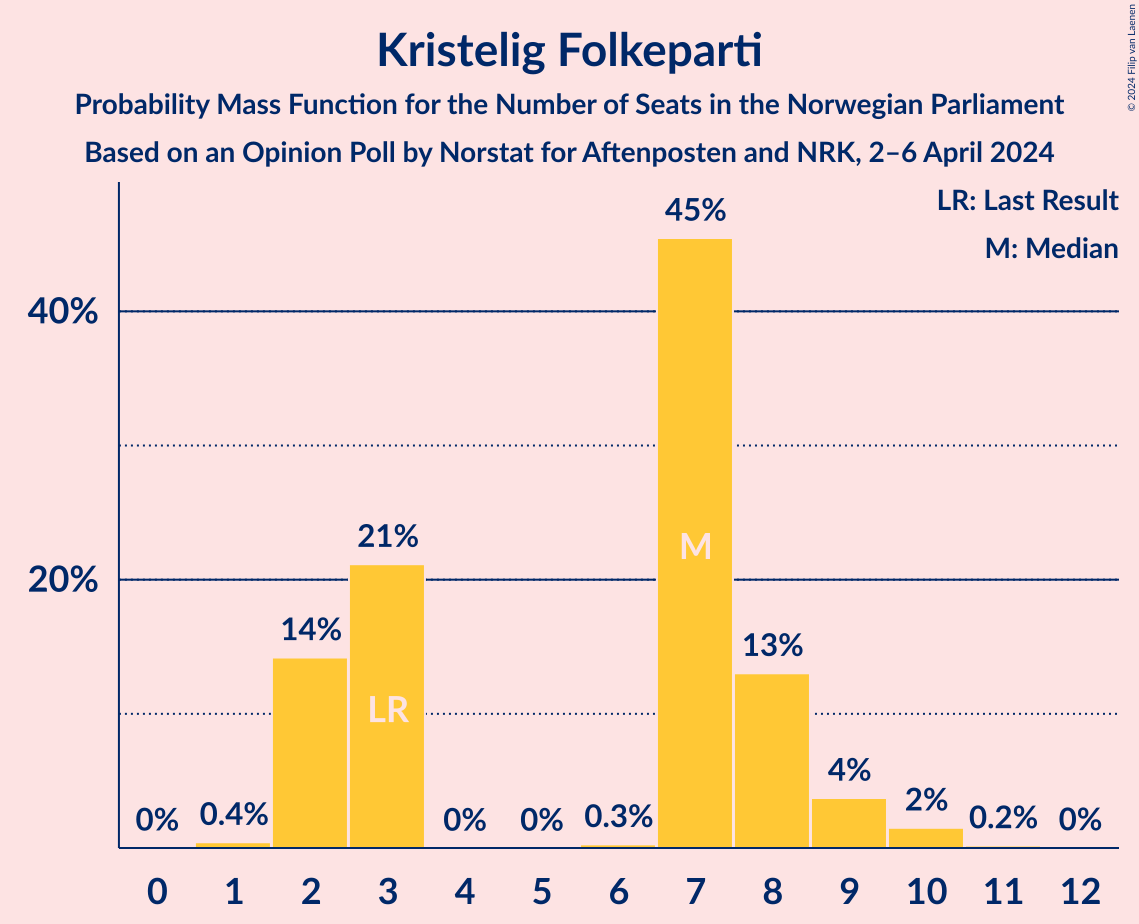 Kristelig Folkeparti
Probability Mass Function for the Number of Seats in the Norwegian Parliament
Based on an Opinion Poll by Norstat for Aftenposten and NRK, 2–6 April 2024
© 2024 Filip van Laenen
LR: Last Result
M: Median
40%
20%
0%
0.4%
14%
21%
0%
0%
0.3%
45%
13%
4%
2%
0.2%
0%
LR
M
0 1 2 3 4 5 6 7 8 9 10 11 12